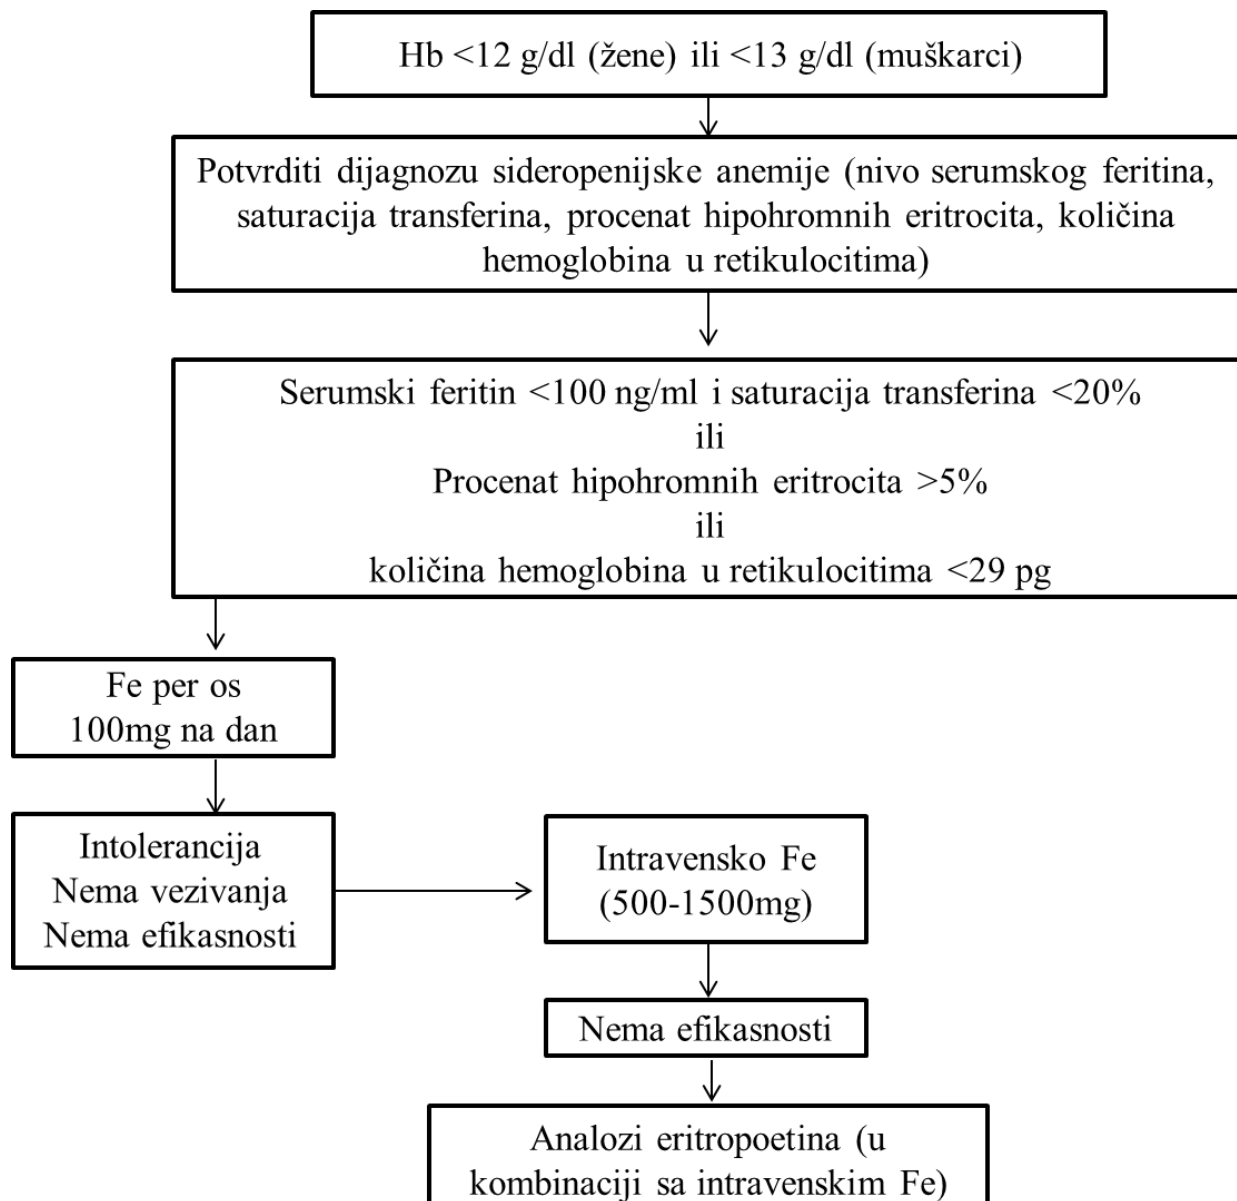 Hb <12 g/dl (žene) ili <13 g/dl (muškarci)
Potvrditi dijagnozu sideropenijske anemije (nivo serumskog feritina,
saturacija transferina, procenat hipohromnih eritrocita, količina
hemoglobina u retikulocitima)
Serumski feritin <100 ng/ml i saturacija transferina <20%
ili
Procenat hipohromnih eritrocita >5%
ili
količina hemoglobina u retikulocitima <29 pg
Fe per os
100mg na dan
Intolerancija
Nema vezivanja
Nema efikasnosti
Intravensko Fe
(500-1500mg)
Nema efikasnosti
Analozi eritropoetina (u
kombinaciji sa intravenskim Fe)